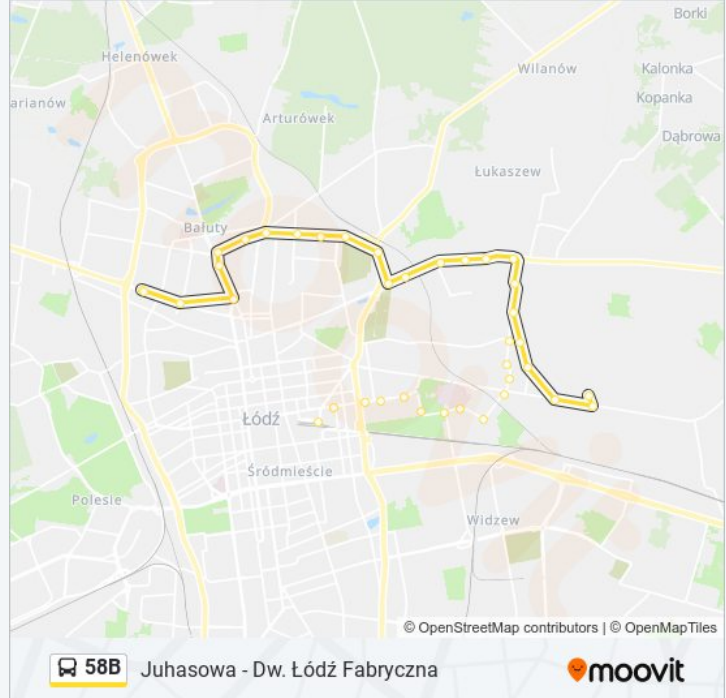 Borki
Helenówek
Wilanów
Kalonka
arianów
Kopanka
Arturówek
Dąbrowa
Łukaszew
Bałuty
Łódź
Śródmieście
Polesie
Widzew
© OpenStreetMap contributors | © OpenMapTiles
58B Juhasowa - Dw. Łódź Fabryczna
moovit